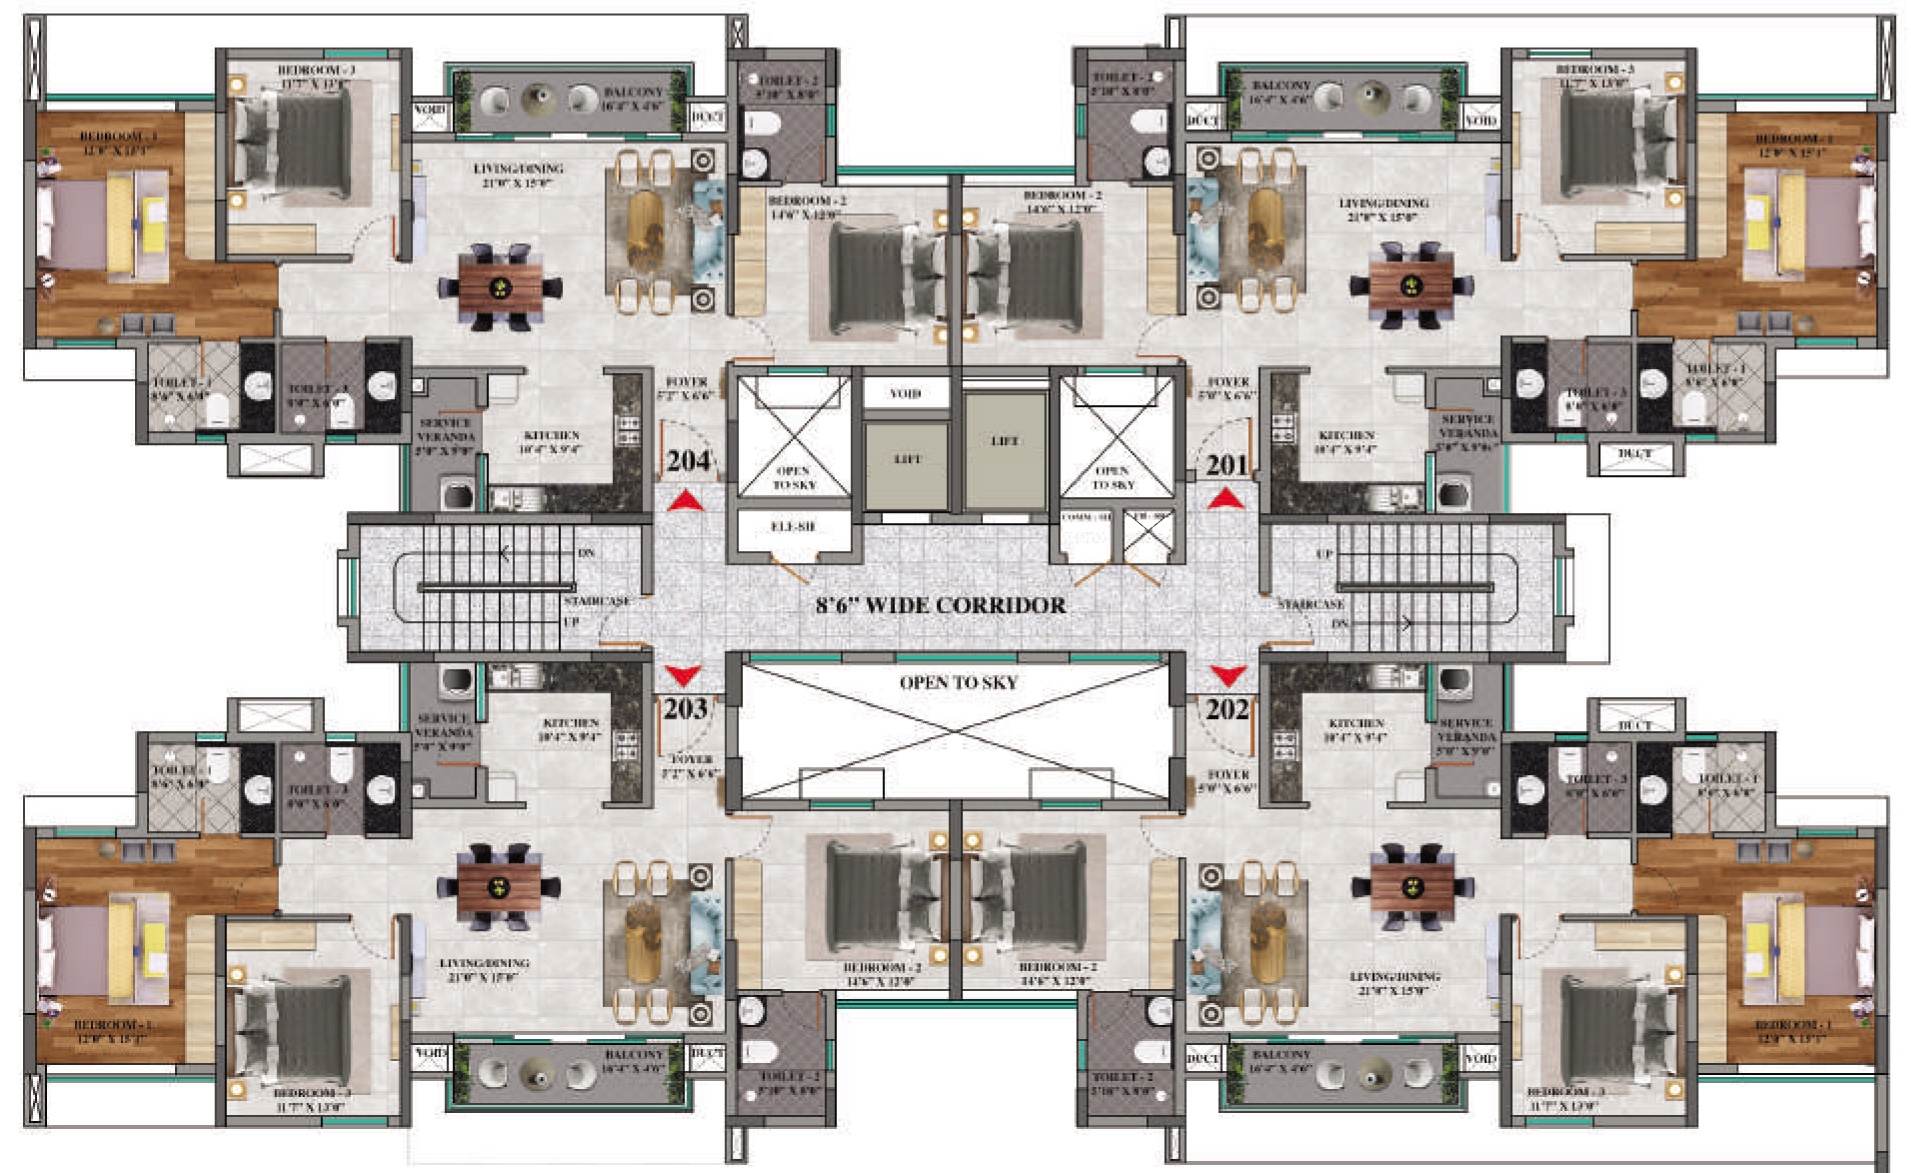 BEDROOM - 3
11'7" X 13'0"
BALCONY
16'4" X 4'6"
VOID
DUCT
TOILET - 2
5'10" X 8'0"
BEDROOM - 1
12'0" X 15'1"
LIVING/DINING
21'0" X 15'0"
BEDROOM - 2
14'6" X 12'0"
TOILET - 2
5'10" X 8'0"
BALCONY
16'4" X 4'6"
DUCT
VOID
BEDROOM - 3
11'7" X 13'0"
BEDROOM - 1
12'0" X 15'1"
BEDROOM - 2
14'6" X 12'0"
LIVING/DINING
21'0" X 15'0"
TOILET - 1
8'6" X 6'0"
TOILET - 3
8'0" X 6'0"
SERVICE
VERANDA
5'0" X 9'0"
KITCHEN
10'4" X 9'4"
FOYER
5'2" X 6'6"
204
OPEN
TO SKY
ELE-SH
VOID
LIFT
LIFT
OPEN
TO SKY
COMM - SH
FOYER
5'0" X 6'6"
201
KITCHEN
10'4" X 9'4"
SERVICE
VERANDA
5'0" X 9'0"
TOILET - 3
8'0" X 6'0"
TOILET - 1
8'6" X 6'0"
DUCT
DN
STAIRCASE
UP
8'6" WIDE CORRIDOR
UP
STAIRCASE
DN
OPEN TO SKY
203
FOYER
5'2" X 6'6"
KITCHEN
10'4" X 9'4"
SERVICE
VERANDA
5'0" X 9'0"
TOILET - 1
8'6" X 6'0"
TOILET - 3
8'0" X 6'0"
202
FOYER
5'0" X 6'6"
KITCHEN
10'4" X 9'4"
SERVICE
VERANDA
5'0" X 9'0"
DUCT
TOILET - 3
8'0" X 6'0"
TOILET - 1
8'6" X 6'0"
LIVING/DINING
21'0" X 15'0"
BEDROOM - 2
14'6" X 12'0"
BEDROOM - 2
14'6" X 12'0"
LIVING/DINING
21'0" X 15'0"
BEDROOM - 1
12'0" X 15'1"
BEDROOM - 3
11'7" X 13'0"
VOID
BALCONY
16'4" X 4'6"
DUCT
TOILET - 2
5'10" X 8'0"
TOILET - 2
5'10" X 8'0"
DUCT
BALCONY
16'4" X 4'6"
VOID
BEDROOM - 3
11'7" X 13'0"
BEDROOM - 1
12'0" X 15'1"